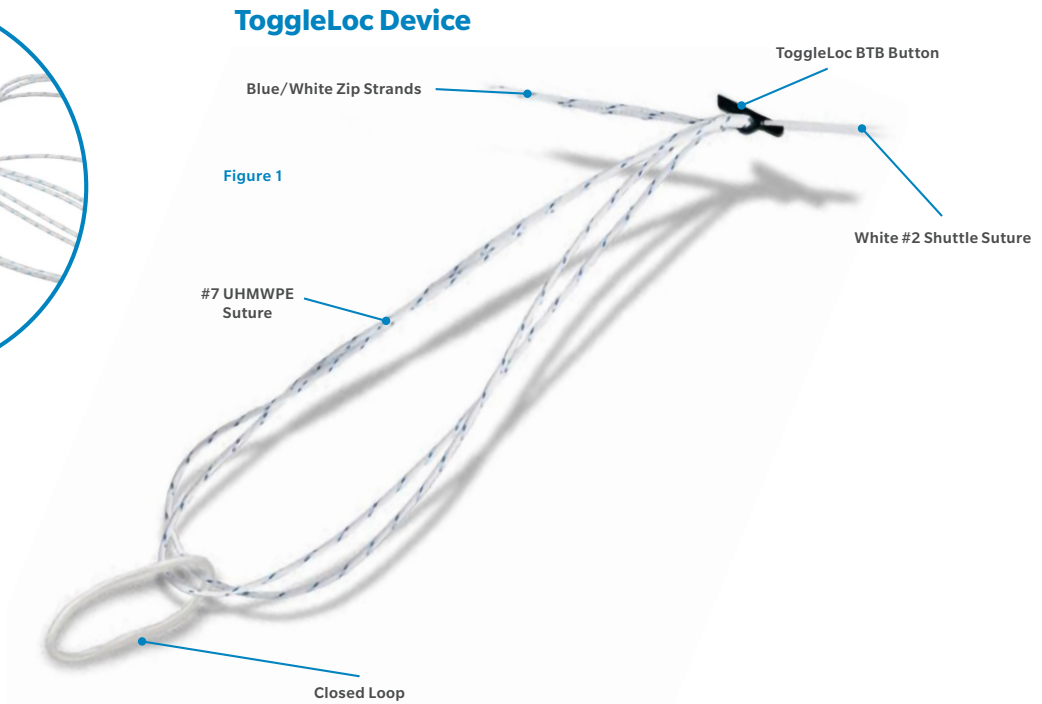 ToggleLoc Device
ToggleLoc BTB Button
Blue/White Zip Strands
Figure 1
White #2 Shuttle Suture
#7 UHMWPE
Suture
Closed Loop